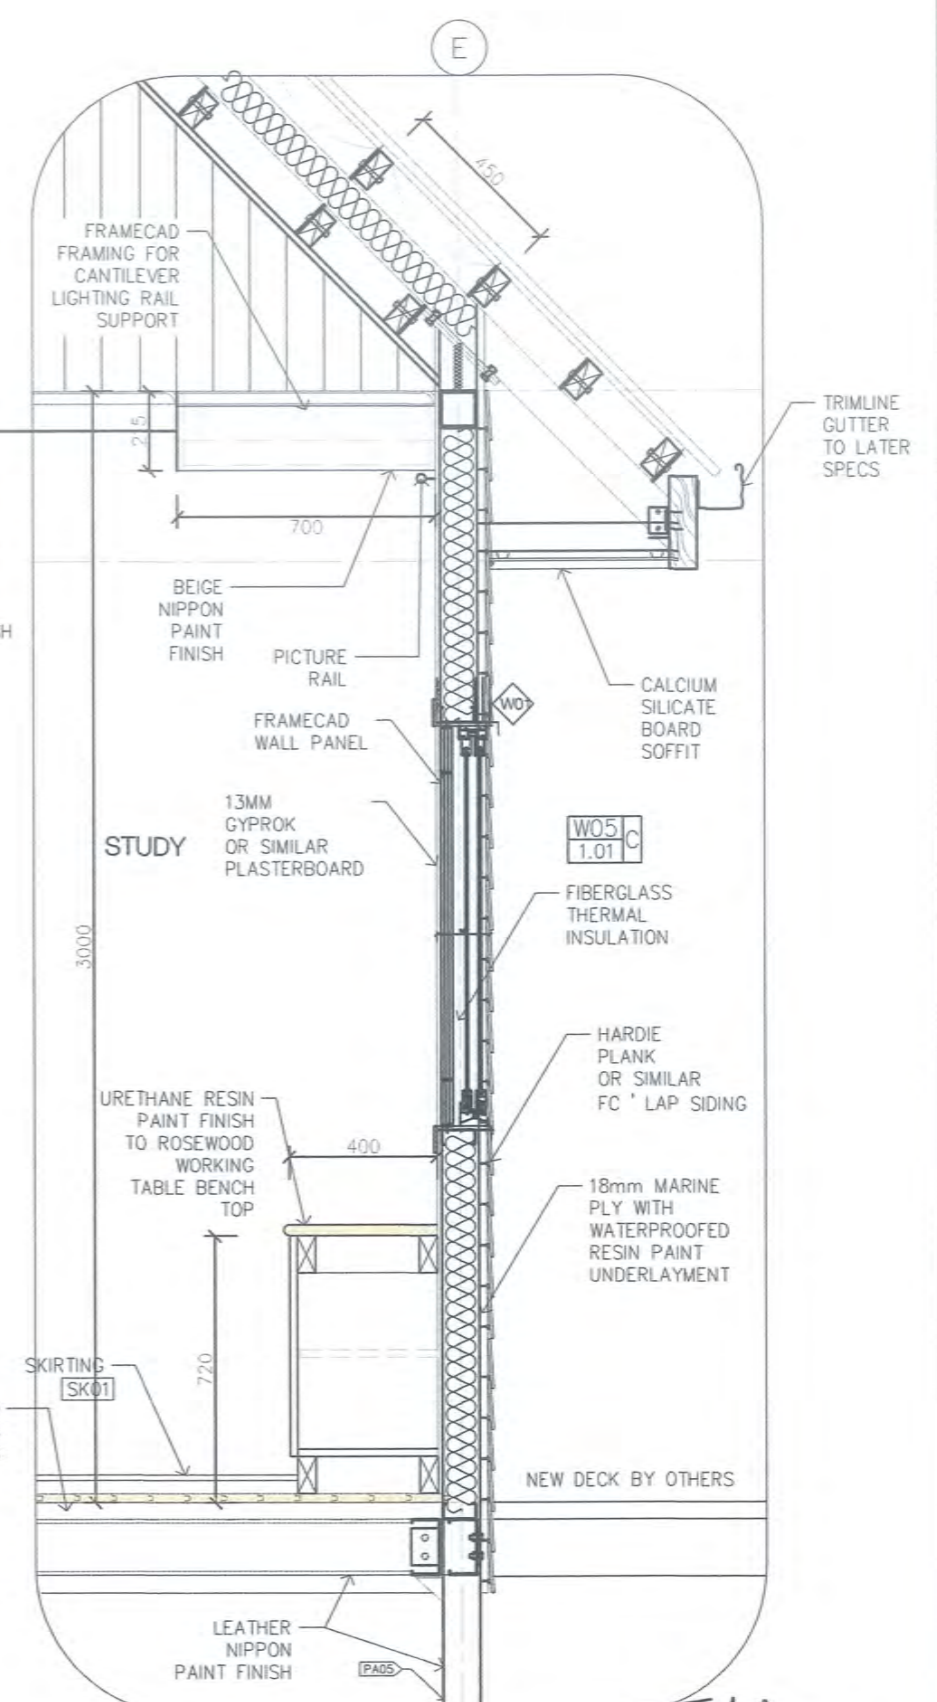 E
450
FRAMECAD
FRAMING FOR
CANTILEVER
LIGHTING RAIL
SUPPORT
TRIMLINE
GUTTER
TO LATER
SPECS
700
BEIGE
NIPPON
PAINT
FINISH
H
PICTURE
RAIL
CALCIUM
SILICATE
BOARD
SOFFIT
FRAMECAD
WALL PANEL
13MM
GYPROK
OR SIMILAR
PLASTERBOARD
STUDY
W05 C
1.01
FIBERGLASS
THERMAL
INSULATION
3000
HARDIE
PLANK
OR SIMILAR
FC ' LAP SIDING
URETHANE RESIN
PAINT FINISH
TO ROSEWOOD
WORKING
TABLE BENCH
TOP
400
18mm MARINE
PLY WITH
WATERPROOFED
RESIN PAINT
UNDERLAYMENT
720
SKIRTING
SK01
NEW DECK BY OTHERS
LEATHER
NIPPON
PAINT FINISH
PA05